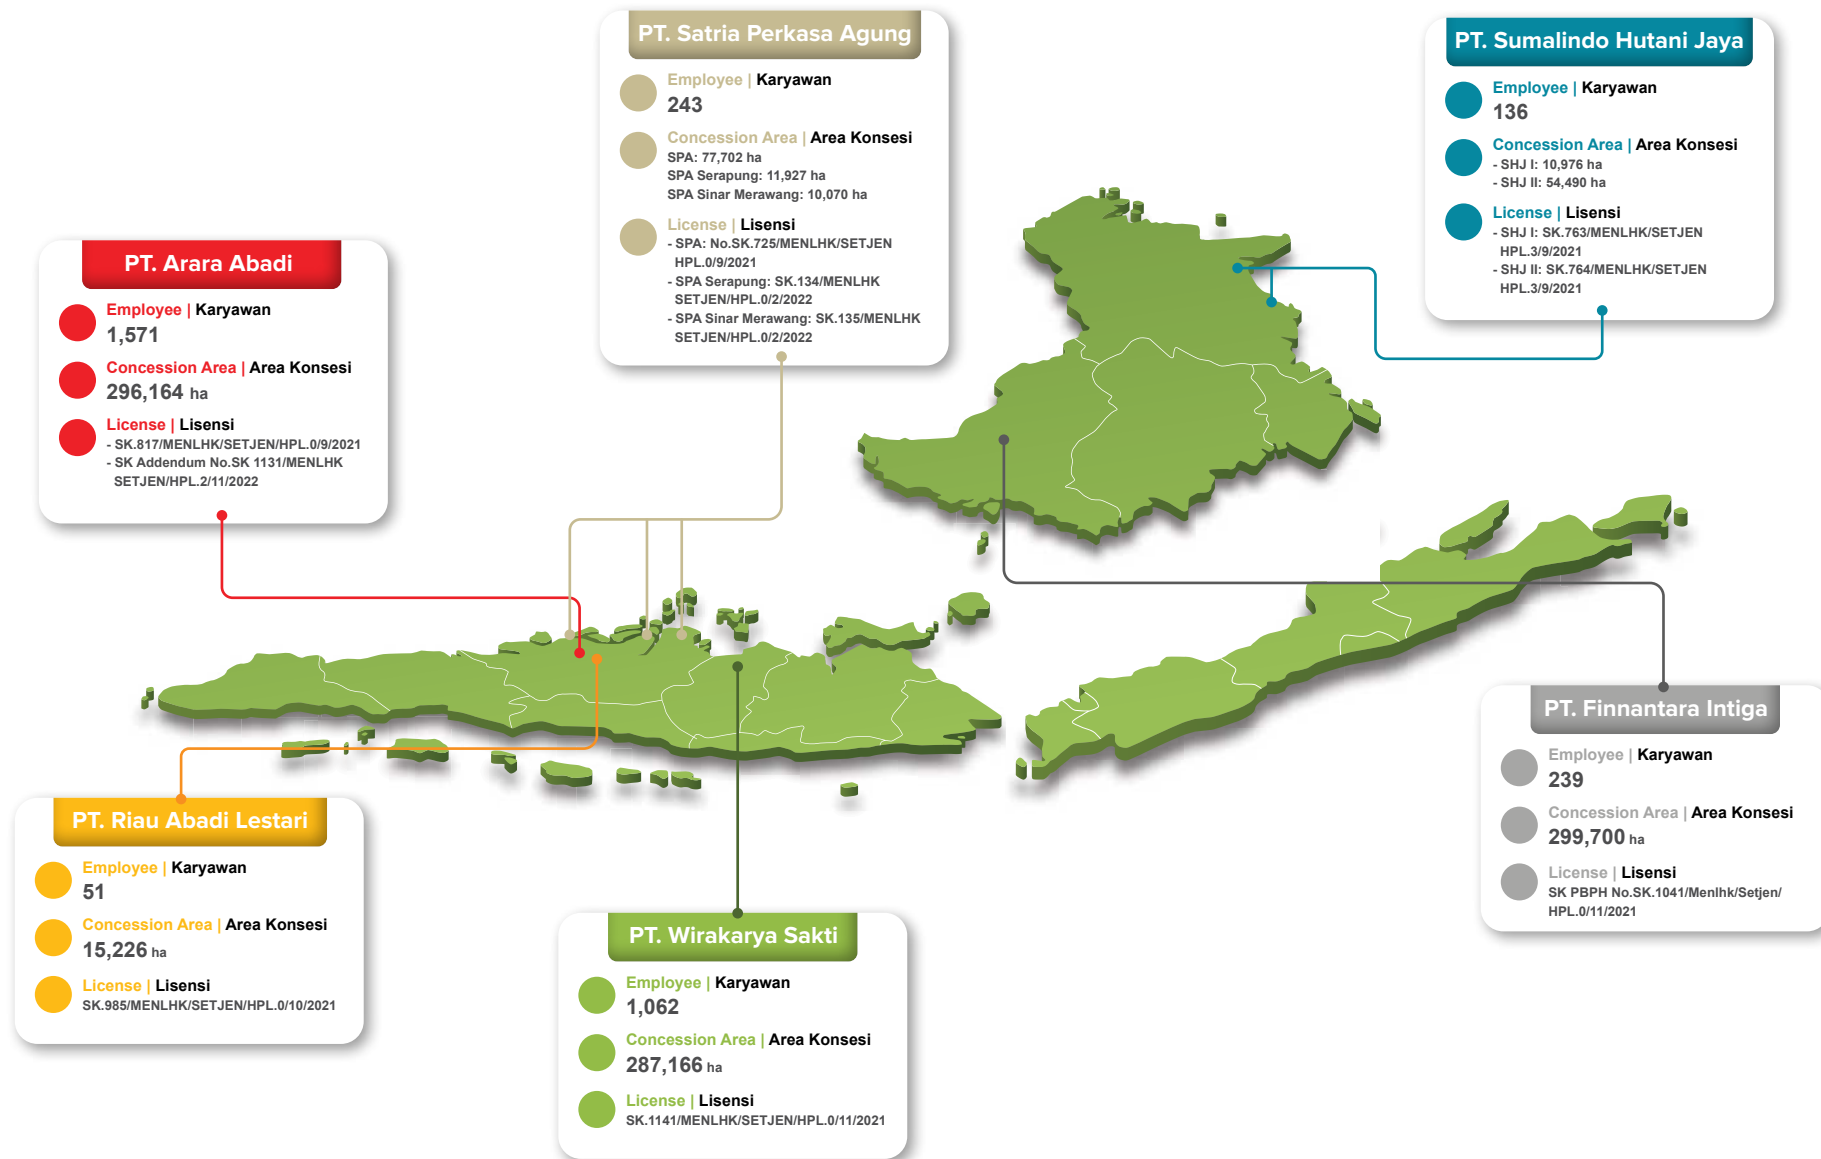 PT. Satria Perkasa Agung
Employee | Karyawan
243
Concession Area | Area Konsesi
SPA: 77,702 ha
SPA Serapung: 11,927 ha
SPA Sinar Merawang: 10,070 ha
License | Lisensi
- SPA: No.SK.725/MENLHK/SETJEN
HPL.0/9/2021
- SPA Serapung: SK.134/MENLHK
SETJEN/HPL.0/2/2022
- SPA Sinar Merawang: SK.135/MENLHK
SETJEN/HPL.0/2/2022
PT. Sumalindo Hutani Jaya
Employee | Karyawan
136
Concession Area | Area Konsesi
- SHJ I: 10,976 ha
- SHJ II: 54,490 ha
License | Lisensi
- SHJ I: SK.763/MENLHK/SETJEN
HPL.3/9/2021
- SHJ II: SK.764/MENLHK/SETJEN
HPL.3/9/2021
PT. Arara Abadi
Employee | Karyawan
1,571
Concession Area | Area Konsesi
296,164 ha
License | Lisensi
- SK.817/MENLHK/SETJEN/HPL.0/9/2021
- SK Addendum No.SK 1131/MENLHK
SETJEN/HPL.2/11/2022
PT. Finnantara Intiga
Employee | Karyawan
239
Concession Area | Area Konsesi
299,700 ha
License | Lisensi
SK PBPH No.SK.1041/Menlhk/Setjen/
HPL.0/11/2021
PT. Riau Abadi Lestari
Employee | Karyawan
51
Concession Area | Area Konsesi
15,226 ha
License | Lisensi
SK.985/MENLHK/SETJEN/HPL.0/10/2021
PT. Wirakarya Sakti
Employee | Karyawan
1,062
Concession Area | Area Konsesi
287,166 ha
License | Lisensi
SK.1141/MENLHK/SETJEN/HPL.0/11/2021